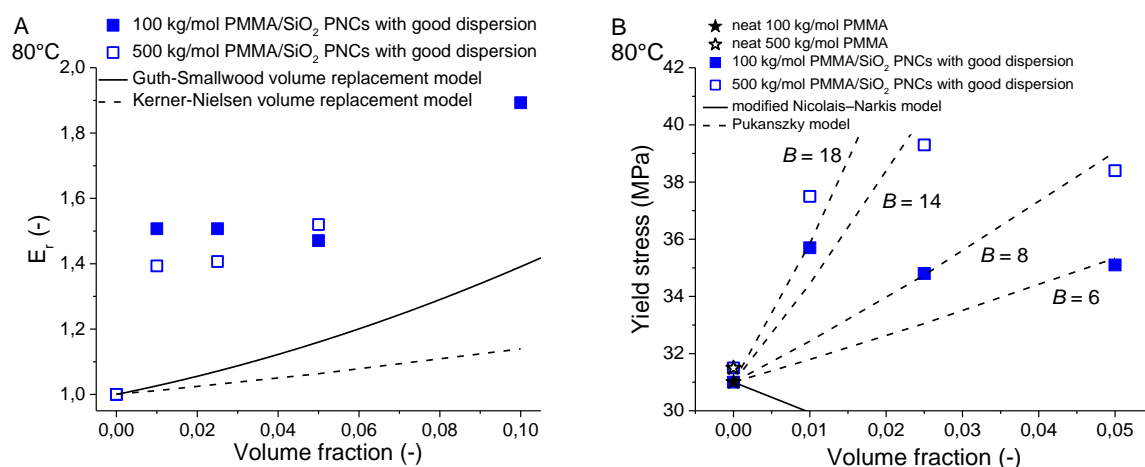 A
80°C
100 kg/mol PMMA/SiO₂ PNCs with good dispersion
500 kg/mol PMMA/SiO₂ PNCs with good dispersion
Guth-Smallwood volume replacement model
Kerner-Nielsen volume replacement model
2,0
1,8
1,6
1,4
1,2
1,0
E_r (-)
0,00 0,02 0,04 0,06 0,08 0,10
Volume fraction (-)
B
80°C
neat 100 kg/mol PMMA
neat 500 kg/mol PMMA
100 kg/mol PMMA/SiO₂ PNCs with good dispersion
500 kg/mol PMMA/SiO₂ PNCs with good dispersion
modified Nicolais–Narkis model
Pukanszky model
42
40
38
36
34
32
30
Yield stress (MPa)
B = 18
B = 14
B = 8
B = 6
0,00 0,01 0,02 0,03 0,04 0,05
Volume fraction (-)